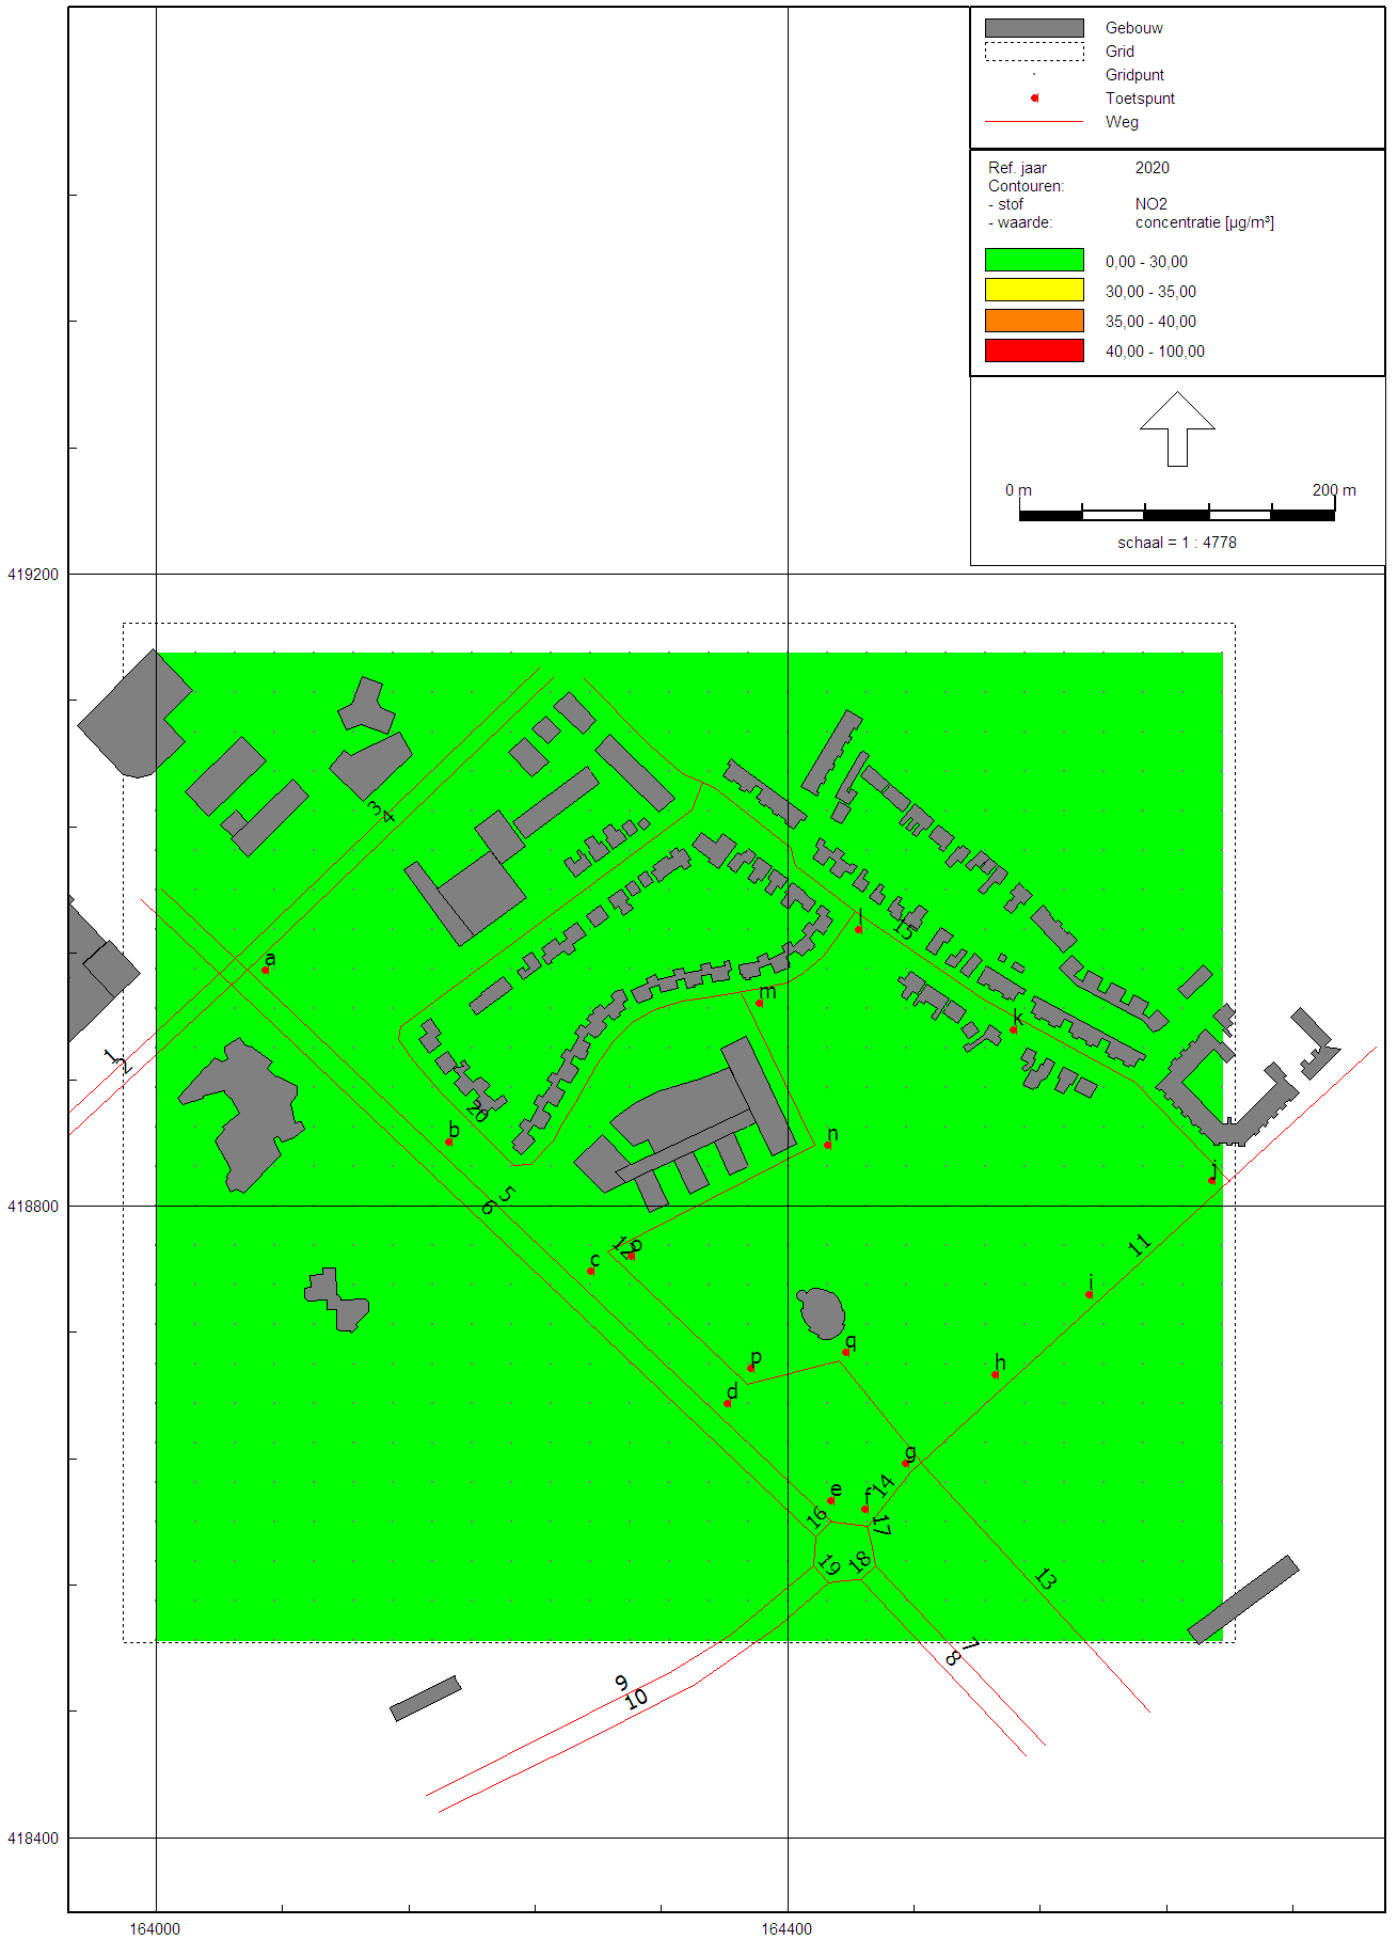 Gebouw
Grid
Gridpunt
Toetspunt
Weg
Ref. jaar 2020
Contouren:
- stof NO2
- waarde: concentratie [µg/m³]
0,00 - 30,00
30,00 - 35,00
35,00 - 40,00
40,00 - 100,00
0 m 200 m
schaal = 1 : 4778
419200
3
4
l
15
a
m
k
1
2
20
b
n
j
418800
5
6
11
12
o
c
i
q
p
h
d
g
14
e
f
16
17
19
18
13
7
8
9
10
418400
164000 164400